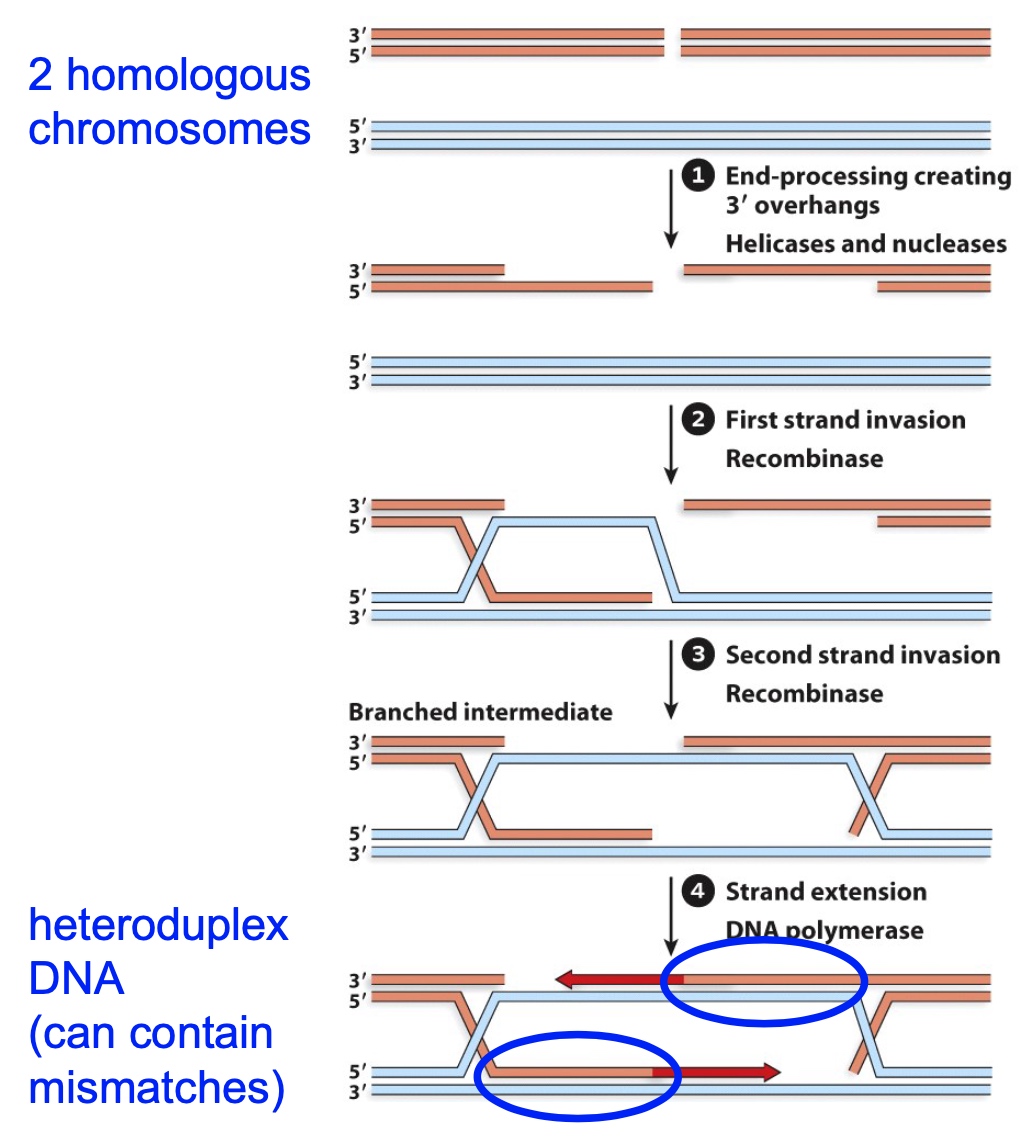 3′
5′
2 homologous
chromosomes
5′
3′
1 End-processing creating
3′ overhangs
Helicases and nucleases
3′
5′
5′
3′
2 First strand invasion
Recombinase
3′
5′
5′
3′
3 Second strand invasion
Recombinase
Branched intermediate
3′
5′
5′
3′
4 Strand extension
DNA polymerase
heteroduplex
DNA
(can contain
mismatches)
3′
5′
5′
3′